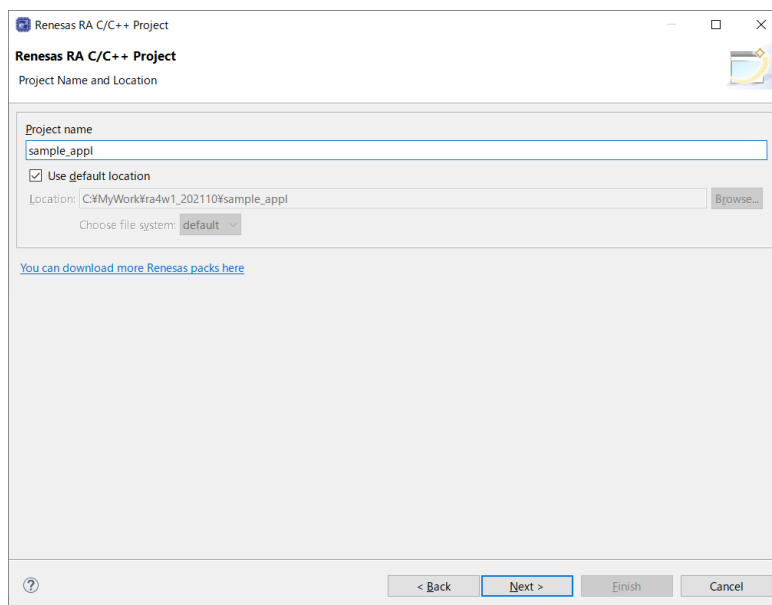 Renesas RA C/C++ Project
Renesas RA C/C++ Project
Project Name and Location
Project name
sample_appl
Use default location
Location: C:¥MyWork¥ra4w1_202110¥sample_appl Browse...
Choose file system: default
You can download more Renesas packs here
? < Back Next > Finish Cancel